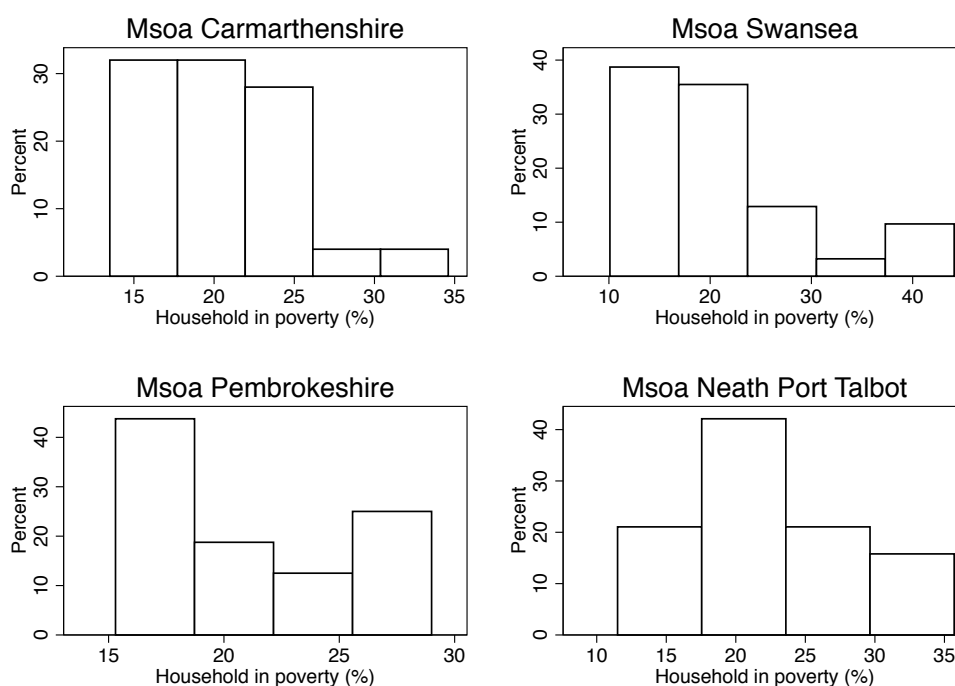 Msoa Carmarthenshire
Percent
0 10 20 30
15 20 25 30 35
Household in poverty (%)
Msoa Swansea
Percent
0 10 20 30 40
10 20 30 40
Household in poverty (%)
Msoa Pembrokeshire
Percent
0 10 20 30 40
15 20 25 30
Household in poverty (%)
Msoa Neath Port Talbot
Percent
0 10 20 30 40
10 15 20 25 30 35
Household in poverty (%)